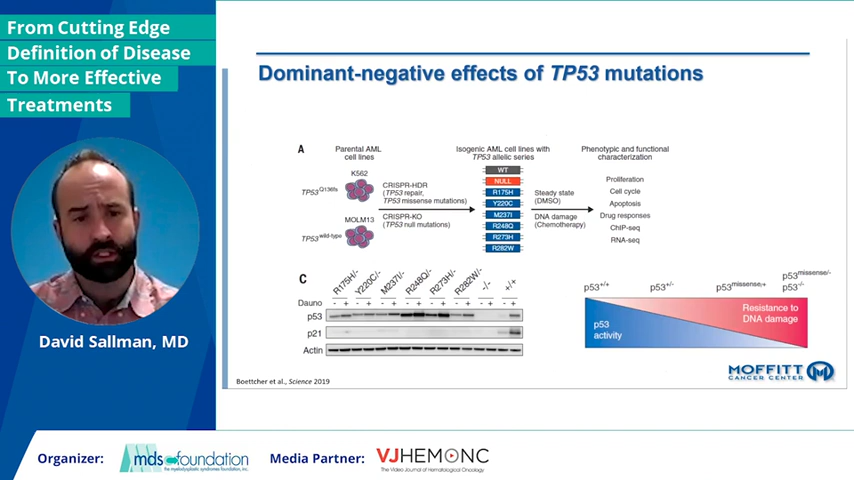 From Cutting Edge
Definition of Disease
To More Effective
Treatments
David Sallman, MD
Dominant-negative effects of TP53 mutations
A
Parental AML
cell lines
K562
TP53 Q136fs
MOLM13
TP53 wild-type
CRISPR-HDR
(TP53 repair,
TP53 missense mutations)
CRISPR-KO
(TP53 null mutations)
Isogenic AML cell lines with
TP53 allelic series
WT
NULL
R175H
Y220C
M237I
R248Q
R273H
R282W
Steady state
(DMSO)
DNA damage
(Chemotherapy)
Phenotypic and functional
characterization
Proliferation
Cell cycle
Apoptosis
Drug responses
ChIP-seq
RNA-seq
C
R175H/- Y220C/- M237I/- R248Q/- R273H/- R282W/- -/- +/+
Dauno - + - + - + - + - + - + - + - +
p53
p21
Actin
p53+/+ p53+/- p53missense/+ p53missense/-
p53-/-
Resistance to
DNA damage
p53
activity
Boettcher et al., Science 2019
MOFFITT
CANCER CENTER
Organizer:
mds foundation
the myelodysplastic syndromes foundation, inc.
Media Partner:
VJHEMONC
The Video Journal of Hematological Oncology